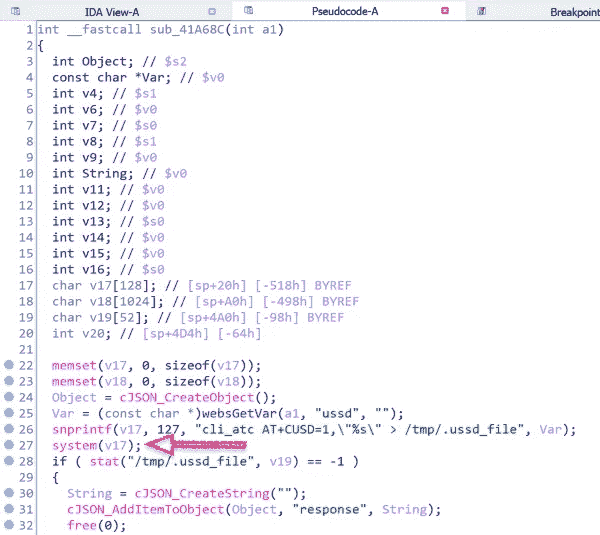 IDA View-A Pseudocode-A Breakpoint
1 int __fastcall sub_41A68C(int a1)
2 {
3 int Object; // $s2
4 const char *Var; // $v0
5 int v4; // $s1
6 int v6; // $v0
7 int v7; // $s0
8 int v8; // $s1
9 int v9; // $v0
10 int String; // $v0
11 int v11; // $v0
12 int v12; // $v0
13 int v13; // $s0
14 int v14; // $v0
15 int v15; // $v0
16 int v16; // $s0
17 char v17[128]; // [sp+20h] [-518h] BYREF
18 char v18[1024]; // [sp+A0h] [-498h] BYREF
19 char v19[52]; // [sp+4A0h] [-98h] BYREF
20 int v20; // [sp+4D4h] [-64h]
21
22 memset(v17, 0, sizeof(v17));
23 memset(v18, 0, sizeof(v18));
24 Object = cJSON_CreateObject();
25 Var = (const char *)websGetVar(a1, "ussd", "");
26 snprintf(v17, 127, "cli_atc AT+CUSD=1,\"%s\" > /tmp/.ussd_file", Var);
27 system(v17);
28 if ( stat("/tmp/.ussd_file", v19) == -1 )
29 {
30 String = cJSON_CreateString("");
31 cJSON_AddItemToObject(Object, "response", String);
32 free(0);